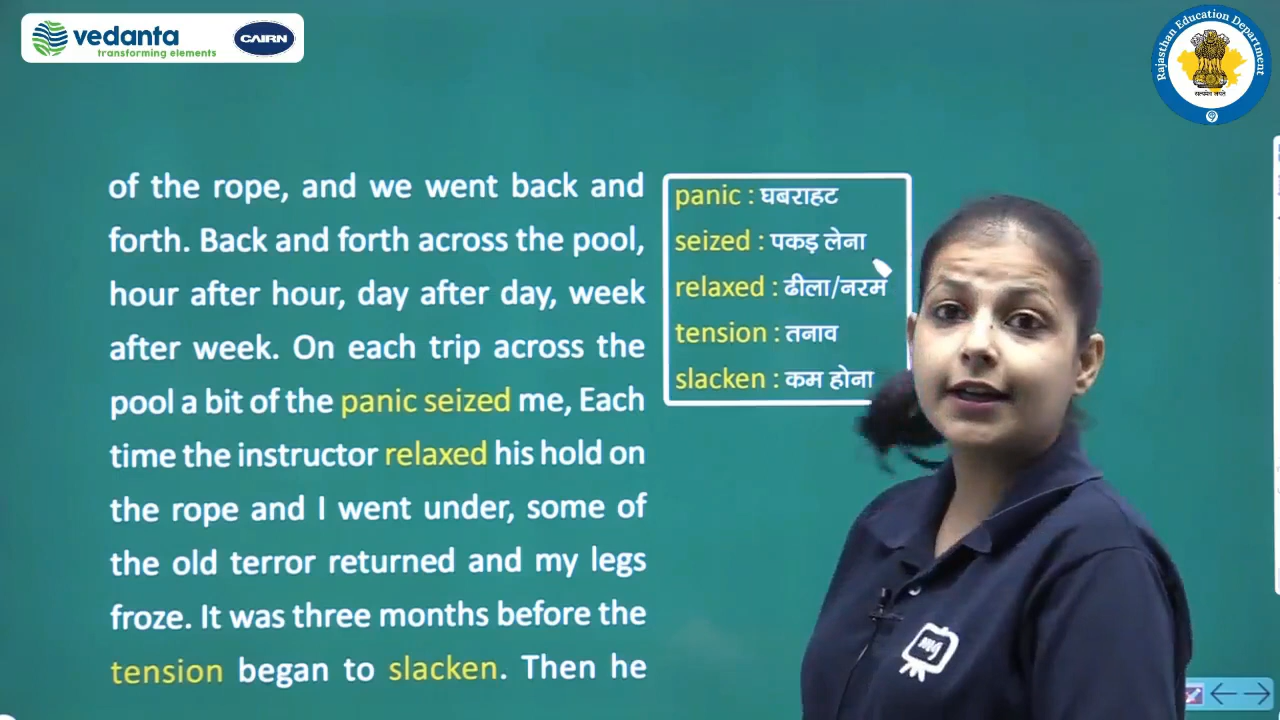 vedanta
transforming elements
CAIRN
Rajasthan Education Department
सत्यमेव जयते
of the rope, and we went back and
forth. Back and forth across the pool,
hour after hour, day after day, week
after week. On each trip across the
pool a bit of the panic seized me, Each
time the instructor relaxed his hold on
the rope and I went under, some of
the old terror returned and my legs
froze. It was three months before the
tension began to slacken. Then he
panic : घबराहट
seized : पकड़ लेना
relaxed : ढीला/नरम
tension : तनाव
slacken : कम होना